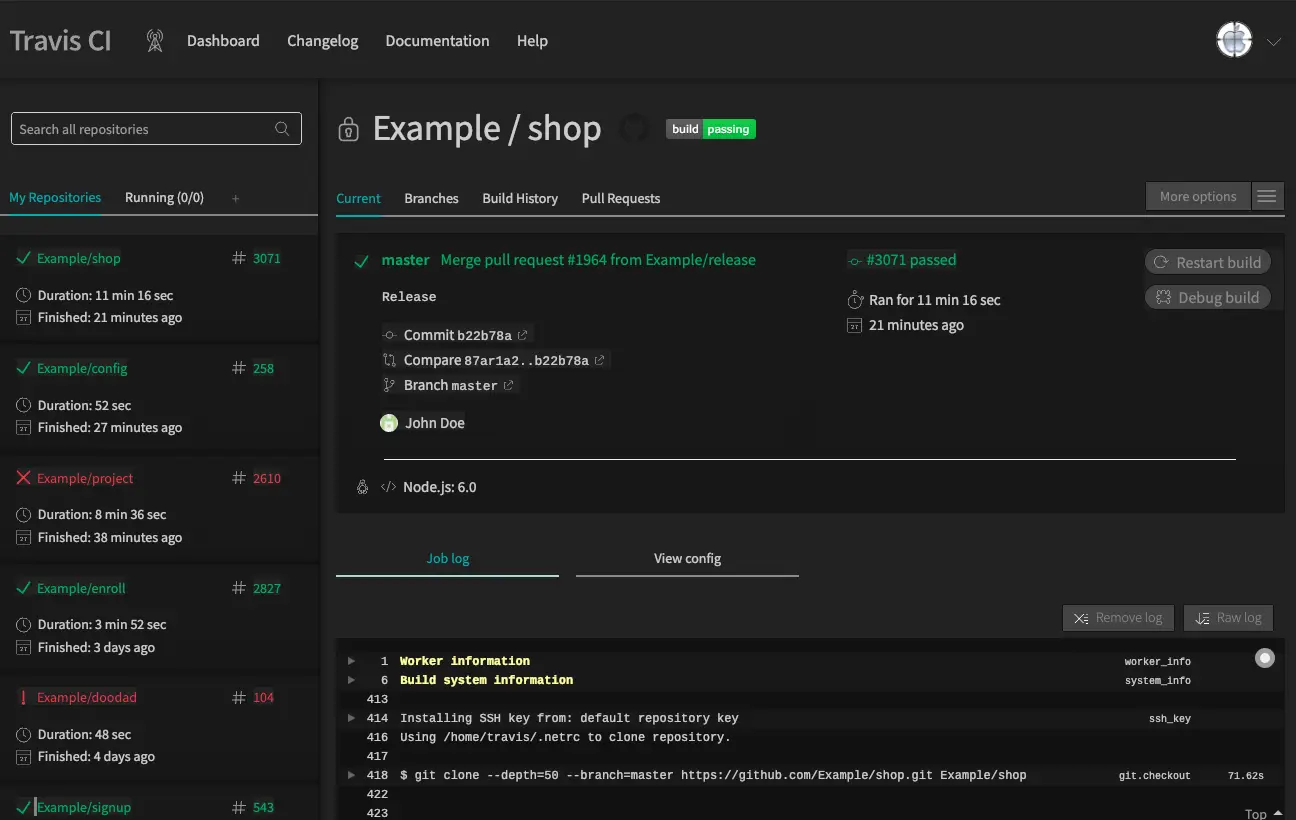 Travis CI Dashboard Changelog Documentation Help
Search all repositories
My Repositories Running (0/0) +
Example/shop # 3071
Duration: 11 min 16 sec
Finished: 21 minutes ago
Example/config # 258
Duration: 52 sec
Finished: 27 minutes ago
Example/project # 2610
Duration: 8 min 36 sec
Finished: 38 minutes ago
Example/enroll # 2827
Duration: 3 min 52 sec
Finished: 3 days ago
Example/doodad # 104
Duration: 48 sec
Finished: 4 days ago
Example/signup # 543
Example / shop build passing
Current Branches Build History Pull Requests More options
master Merge pull request #1964 from Example/release #3071 passed Restart build
Release Ran for 11 min 16 sec Debug build
21 minutes ago
Commit b22b78a
Compare 87ar1a2..b22b78a
Branch master
John Doe
</> Node.js: 6.0
Job log View config
Remove log Raw log
1 Worker information worker_info
6 Build system information system_info
413
414 Installing SSH key from: default repository key ssh_key
416 Using /home/travis/.netrc to clone repository.
417
418 $ git clone --depth=50 --branch=master https://github.com/Example/shop.git Example/shop git.checkout 71.62s
422
423
Top